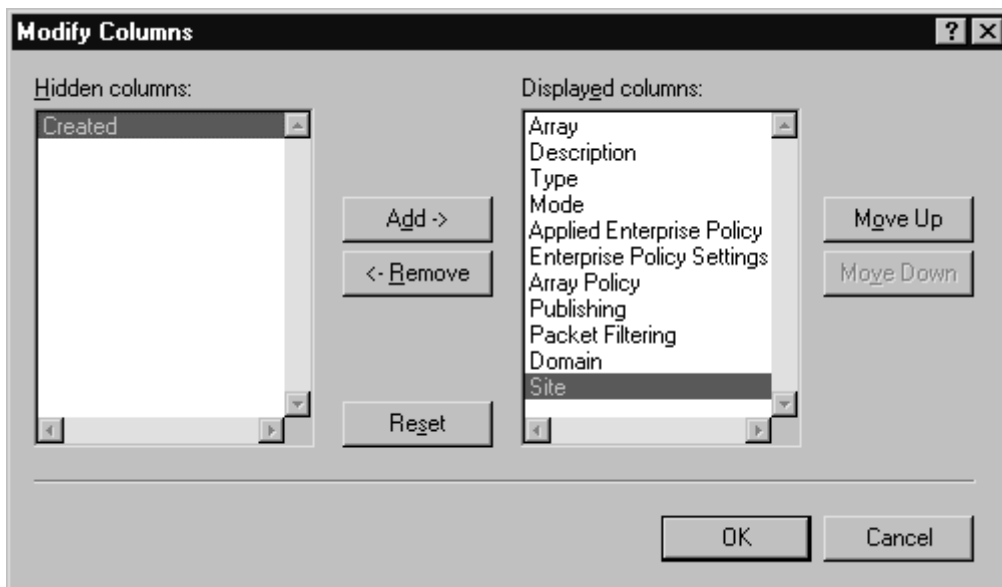 Modify Columns
Hidden columns:
Created
Add ->
<- Remove
Reset
Displayed columns:
Array
Description
Type
Mode
Applied Enterprise Policy
Enterprise Policy Settings
Array Policy
Publishing
Packet Filtering
Domain
Site
Move Up
Move Down
OK
Cancel